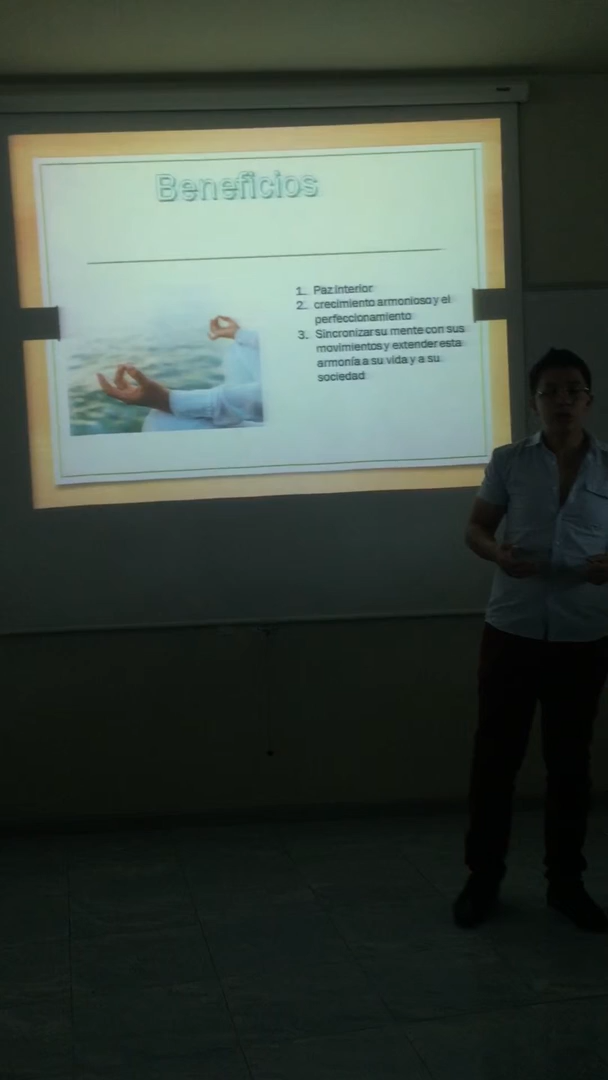 Beneficios
1. Paz interior
2. crecimiento armonioso y el
perfeccionamiento
3. Sincronizar su mente con sus
movimientos y extender esta
armonía a su vida y a su
sociedad